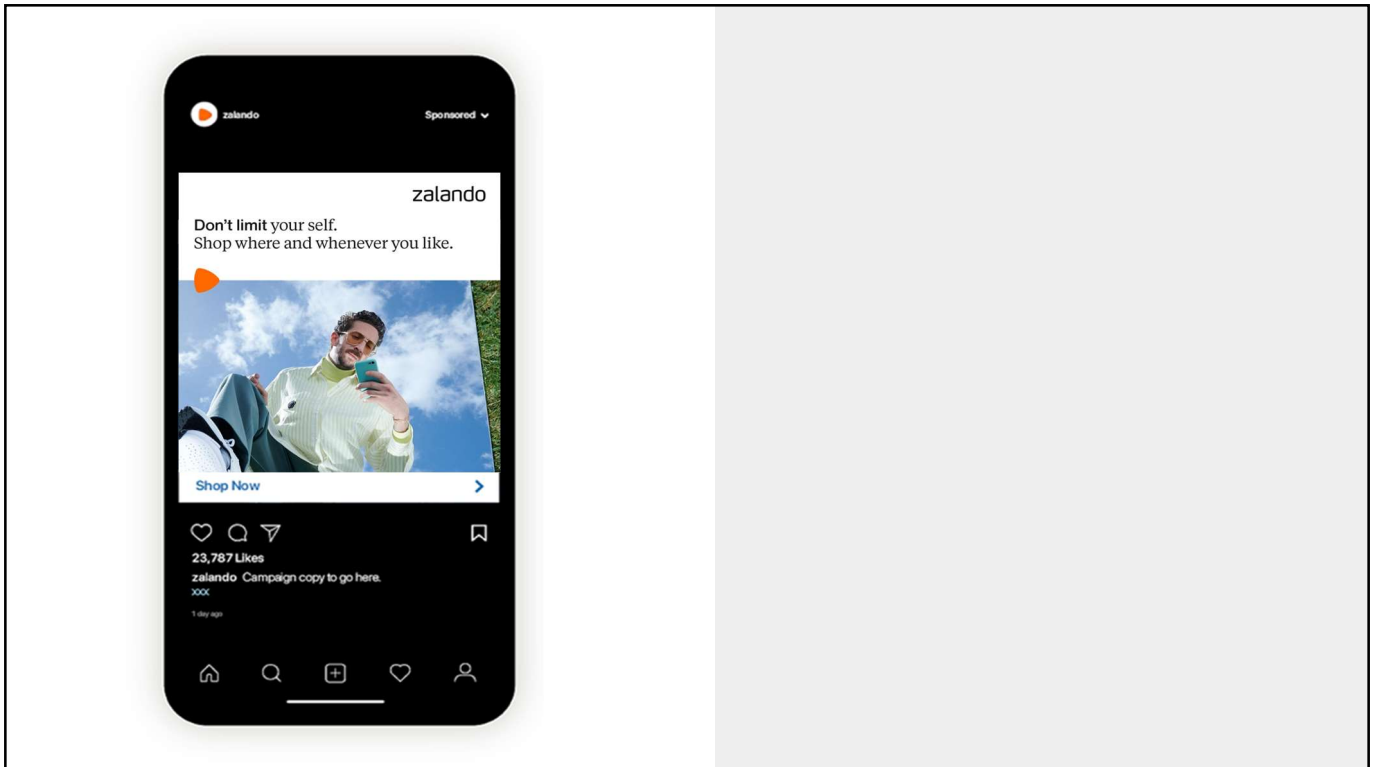 zalando
Sponsored
zalando
Don't limit your self.
Shop where and whenever you like.
Shop Now
23,787 Likes
zalando Campaign copy to go here.
xxx
1 day ago